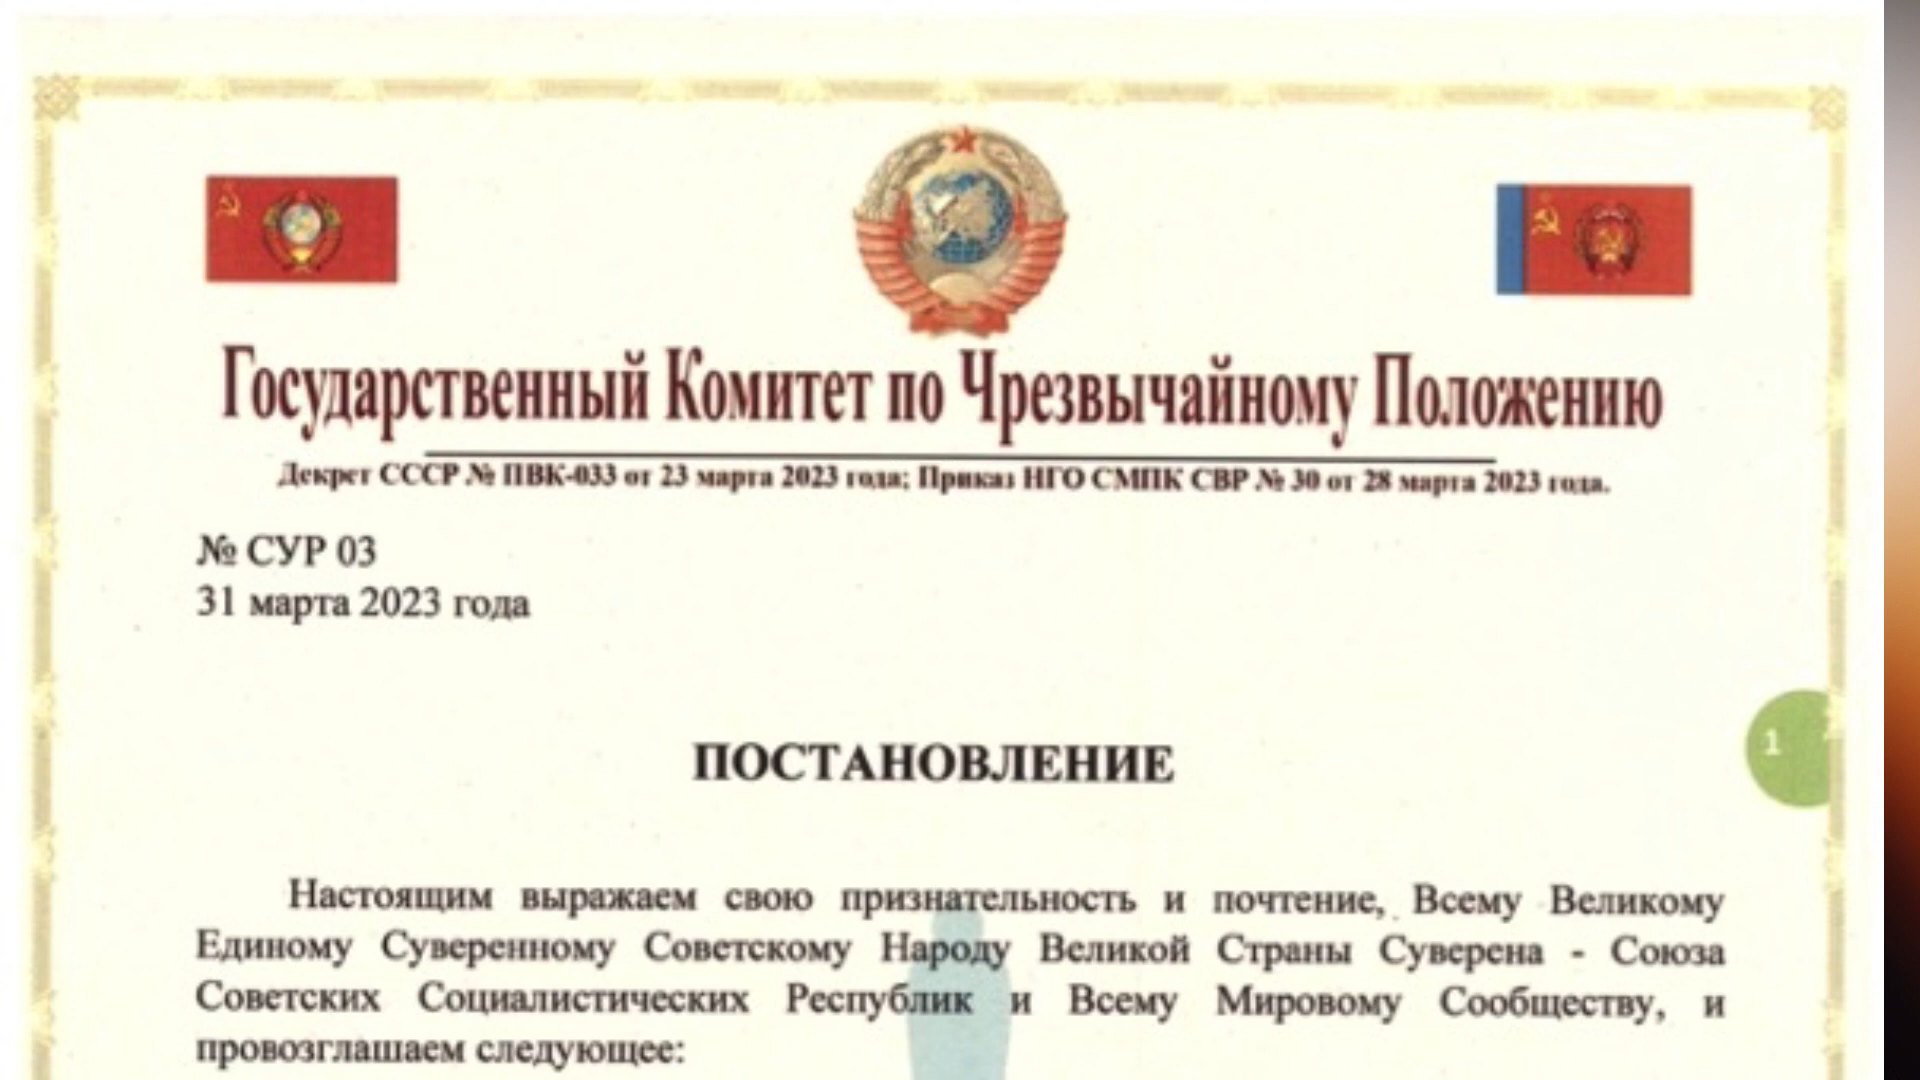 Государственный Комитет по Чрезвычайному Положению
Декрет СССР № ПВК-033 от 23 марта 2023 года; Приказ НГО СМПК СВР № 30 от 28 марта 2023 года.
№ СУР 03
31 марта 2023 года
1
ПОСТАНОВЛЕНИЕ
Настоящим выражаем свою признательность и почтение, Всему Великому
Единому Суверенному Советскому Народу Великой Страны Суверена - Союза
Советских Социалистических Республик и Всему Мировому Сообществу, и
провозглашаем следующее: